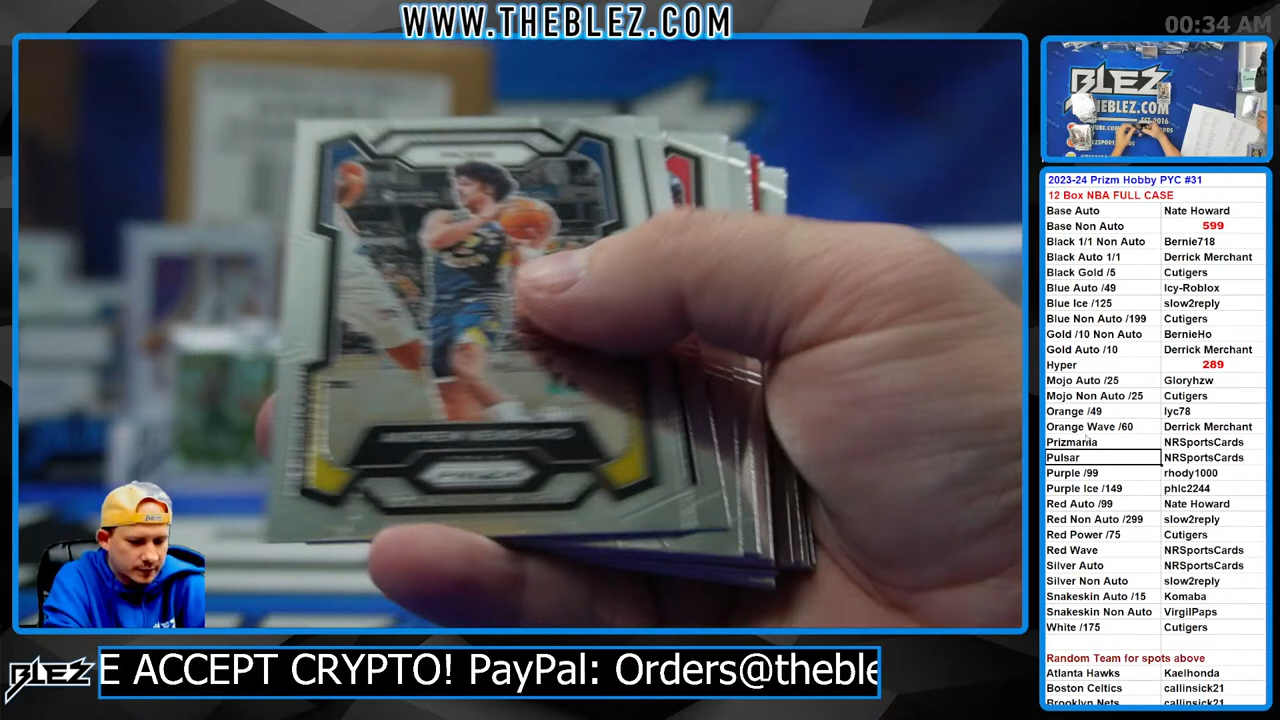 WWW.THEBLEZ.COM
00:34 AM
BLEZ
THEBLEZ.COM
EST 2016
2023-24 Prizm Hobby PYC #31
12 Box NBA FULL CASE
Base Auto Nate Howard
Base Non Auto 599
Black 1/1 Non Auto Bernie718
Black Auto 1/1 Derrick Merchant
Black Gold /5 Cutigers
Blue Auto /49 Icy-Roblox
Blue Ice /125 slow2reply
Blue Non Auto /199 Cutigers
Gold /10 Non Auto BernieHo
Gold Auto /10 Derrick Merchant
Hyper 289
Mojo Auto /25 Gloryhzw
Mojo Non Auto /25 Cutigers
Orange /49 lyc78
Orange Wave /60 Derrick Merchant
Prizmania NRSportsCards
Pulsar NRSportsCards
Purple /99 rhody1000
Purple Ice /149 phlc2244
Red Auto /99 Nate Howard
Red Non Auto /299 slow2reply
Red Power /75 Cutigers
Red Wave NRSportsCards
Silver Auto NRSportsCards
Silver Non Auto slow2reply
Snakeskin Auto /15 Komaba
Snakeskin Non Auto VirgilPaps
White /175 Cutigers
Random Team for spots above
Atlanta Hawks Kaelhonda
Boston Celtics callinsick21
Brooklyn Nets callinsick21
BLEZ
E ACCEPT CRYPTO! PayPal: Orders@theble